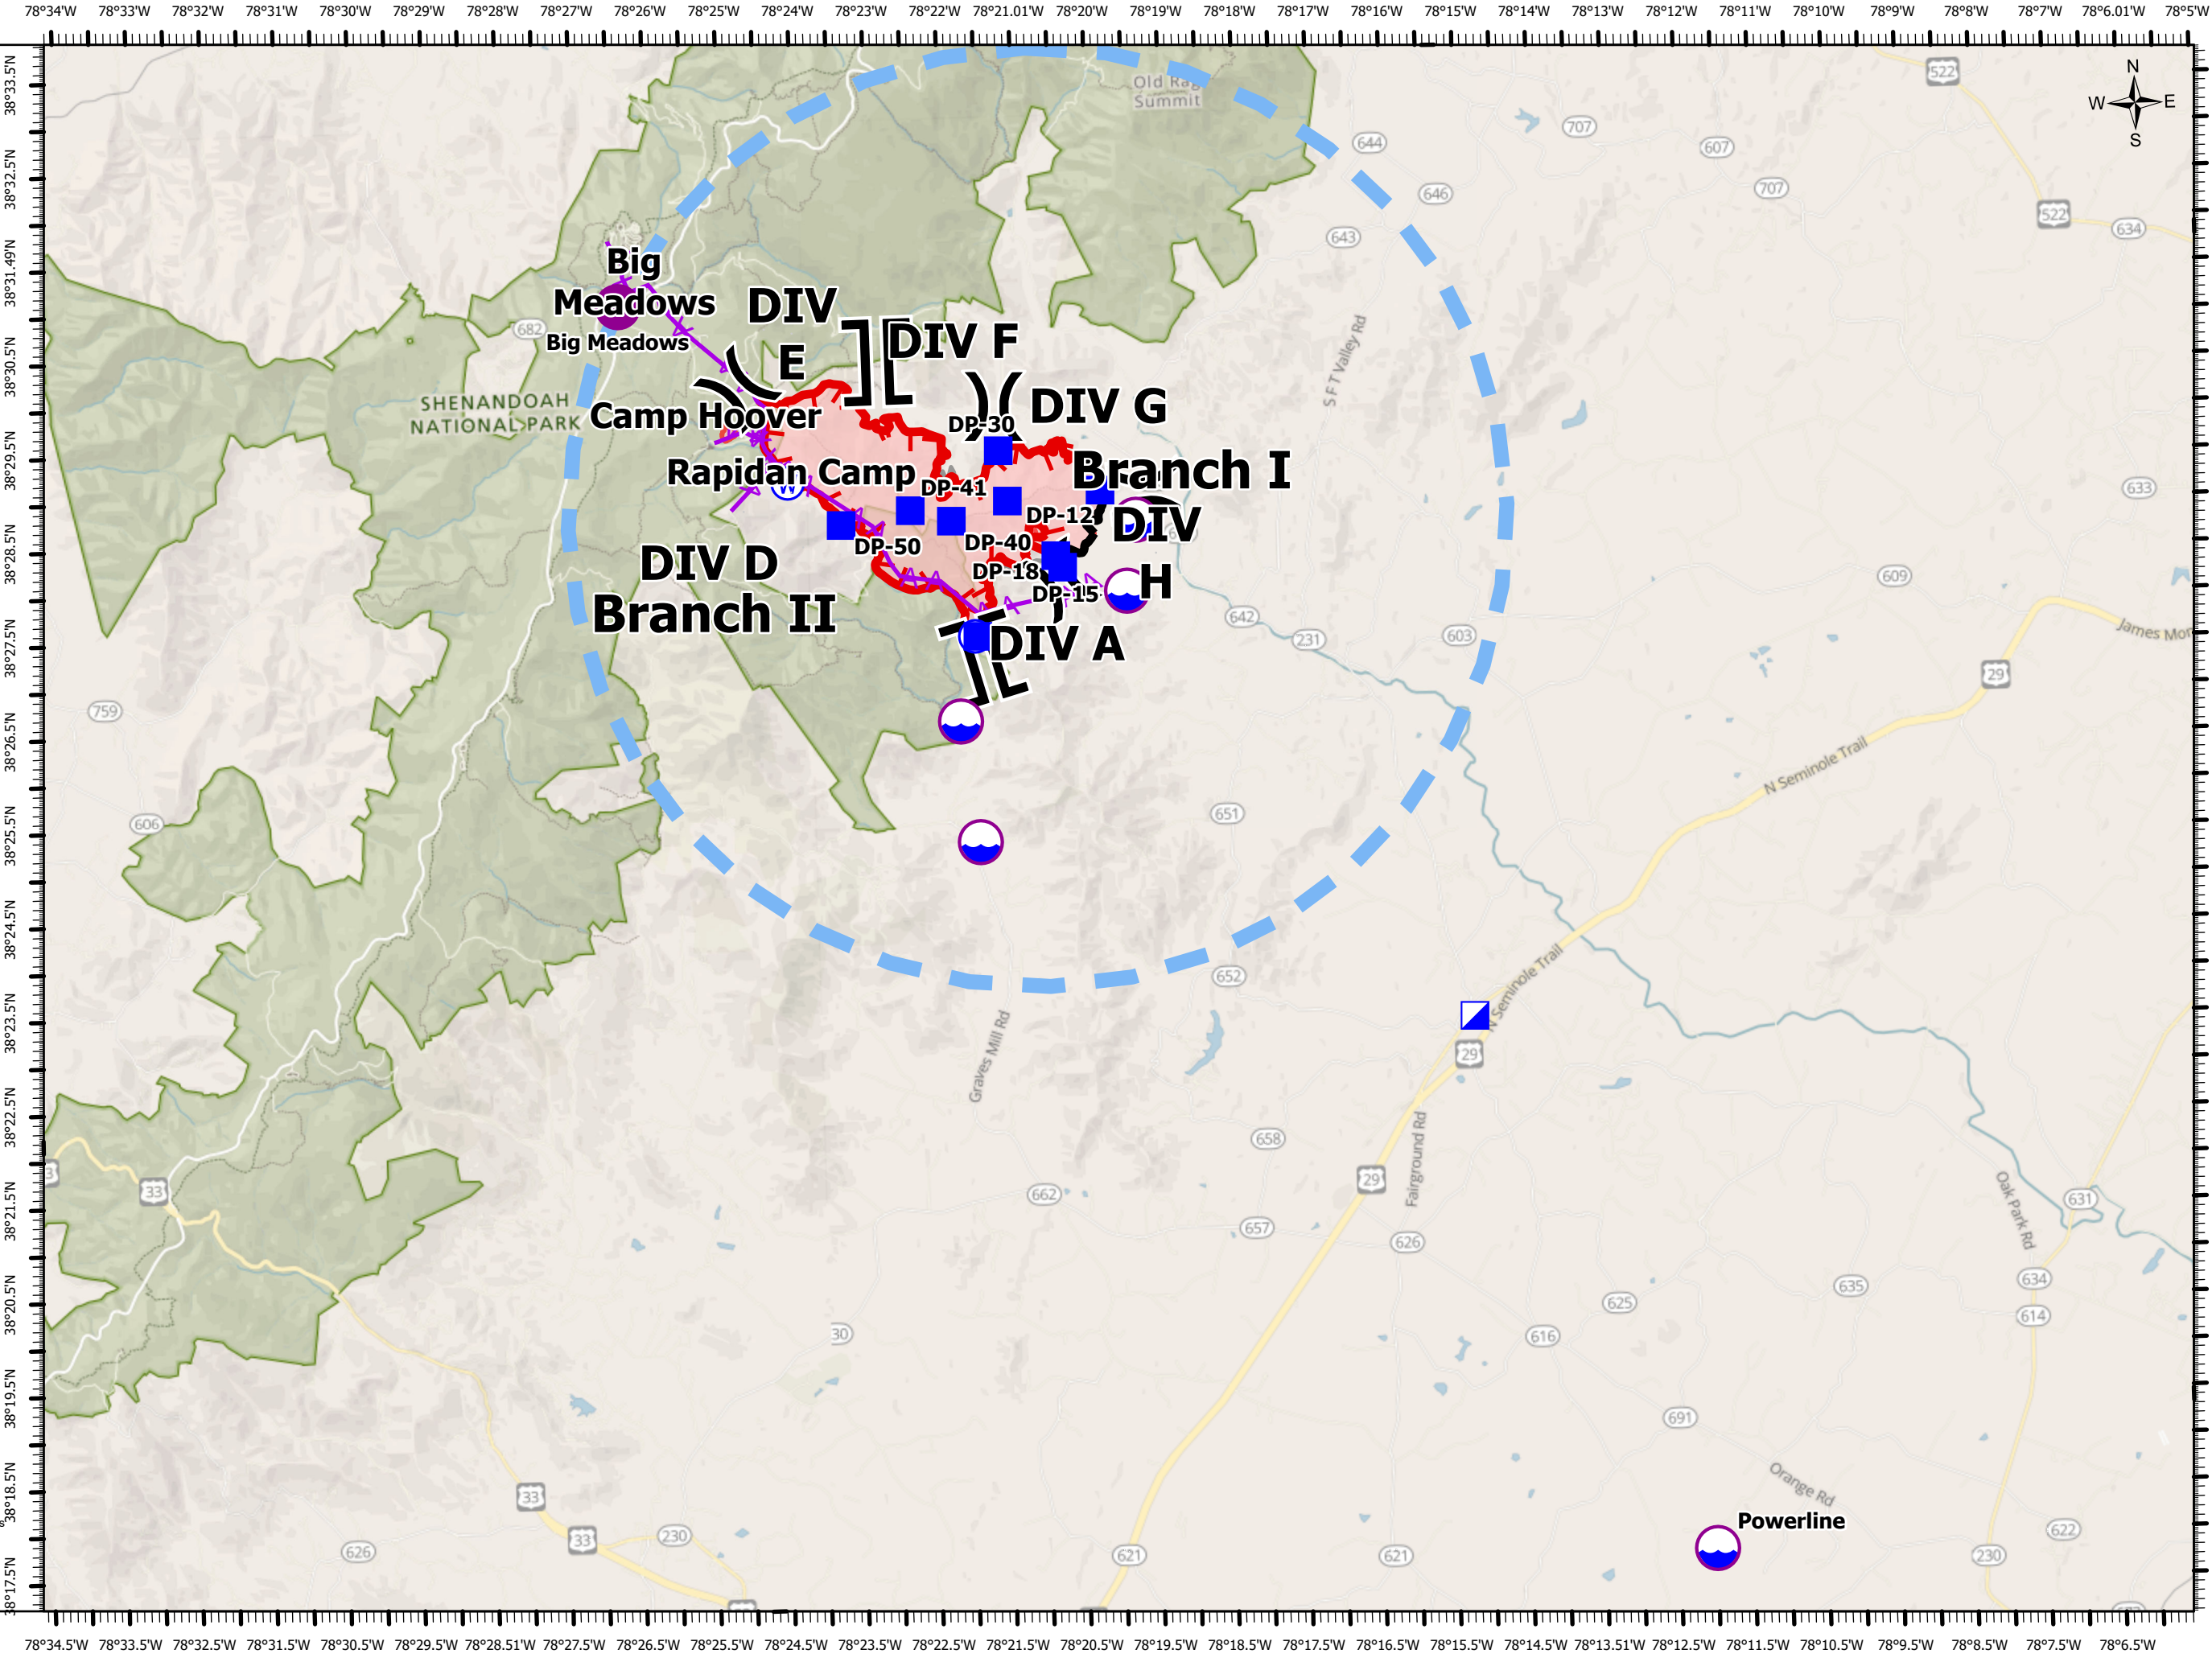 78°34'W 78°33'W 78°32'W 78°30'W 78°29'W 78°28'W 78°27'W 78°26'W 78°25'W 78°24'W 78°23'W 78°22'W 78°21.01'W 78°20'W 78°19'W 78°18'W 78°17'W 78°16'W 78°15'W 78°14'W 78°13'W 78°12'W 78°11'W 78°10'W 78°9'W 78°8'W 78°7'W 78°6.01'W 78°5'W
38°33.5'N
38°32.5'N
38°31.49'N
38°30.5'N
38°29.5'N
38°28.5'N
38°27.5'N
38°26.5'N
38°25.5'N
38°24.5'N
38°23.5'N
38°22.5'N
38°21.5'N
38°20.5'N
38°19.5'N
38°18.5'N
38°17.5'N
N
W E
S
Old Rag
Summit
522
707
644
607
646
707
522
634
643
Big
Meadows
Big Meadows
682
DIV
E
DIV F
S F T Valley Rd
SHENANDOAH
NATIONAL PARK
Camp Hoover
DIV G
DP-30
Rapidan Camp
W
DP-41
Branch I
633
DP-12
DIV
H
DP-50
DP-40
DIV D
Branch II
DP-18
DP-15
609
642
231
603
James Mon
DIV A
29
759
N Seminole Trail
606
651
652
N Seminole Trail
29
Graves Mill Rd
Fairground Rd
658
33
3
29
662
657
626
Oak Park Rd
631
634
635
625
614
30
616
691
Orange Rd
33
Powerline
33
230
626
621
621
622
230
78°34.5'W 78°33.5'W 78°32.5'W 78°31.5'W 78°30.5'W 78°29.5'W 78°28.51'W 78°27.5'W 78°26.5'W 78°25.5'W 78°24.5'W 78°23.5'W 78°22.5'W 78°21.5'W 78°20.5'W 78°19.5'W 78°18.5'W 78°17.5'W 78°16.5'W 78°15.5'W 78°14.5'W 78°13.51'W 78°12.5'W 78°11.5'W 78°10.5'W 78°9.5'W 78°8.5'W 78°7.5'W 78°6.5'W